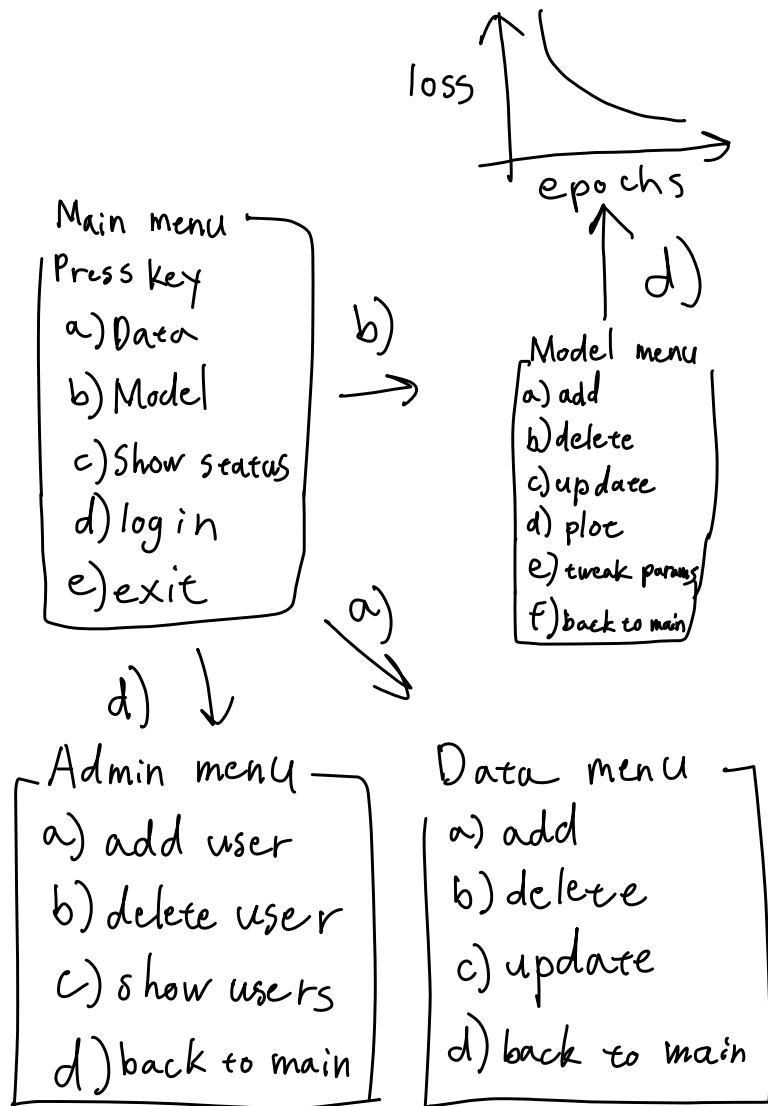 loss
epochs
d)
Main menu
Press key
a) Data
b) Model
c) Show status
d) log in
e) exit
b)
Model menu
a) add
b) delete
c) update
d) plot
e) tweak params
f) back to main
a)
d)
Admin menu
a) add user
b) delete user
c) show users
d) back to main
Data menu
a) add
b) delete
c) update
d) back to main